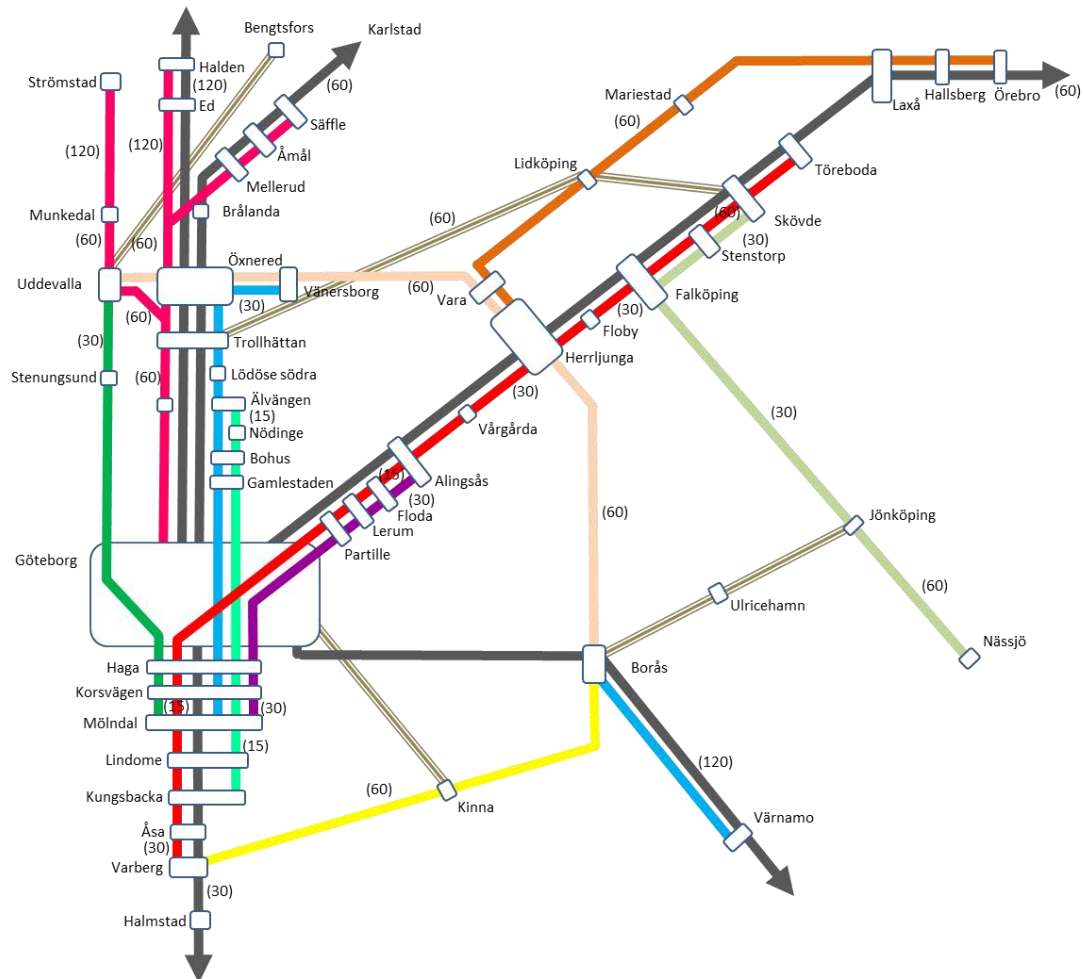 Bengtsfors
Karlstad
Strömstad
Halden
(120)
(60)
Ed
Säffle
Mariestad
Laxå
Hallsberg
Örebro
(60)
(60)
(120)
(120)
Åmål
Mellerud
Lidköping
Töreboda
Munkedal
Brålanda
(60)
(60)
(60)
(60)
Skövde
(30)
Stenstorp
Öxnered
Uddevalla
Vänersborg
(30)
(60)
Vara
Falköping
(60)
(30)
Floby
(30)
Trollhättan
Herrljunga
Stenungsund
(60)
Lödöse södra
(30)
Älvängen
(15)
Vårgårda
(30)
Nödinge
Bohus
Gamlestaden
(15)
Alingsås
(30)
Floda
Lerum
Partille
(60)
Jönköping
Göteborg
(60)
Ulricehamn
Nässjö
Haga
Borås
Korsvägen
(15)
(30)
Mölndal
(15)
Lindome
(120)
(60)
Kungsbacka
Kinna
Värnamo
Åsa
(30)
Varberg
(30)
Halmstad